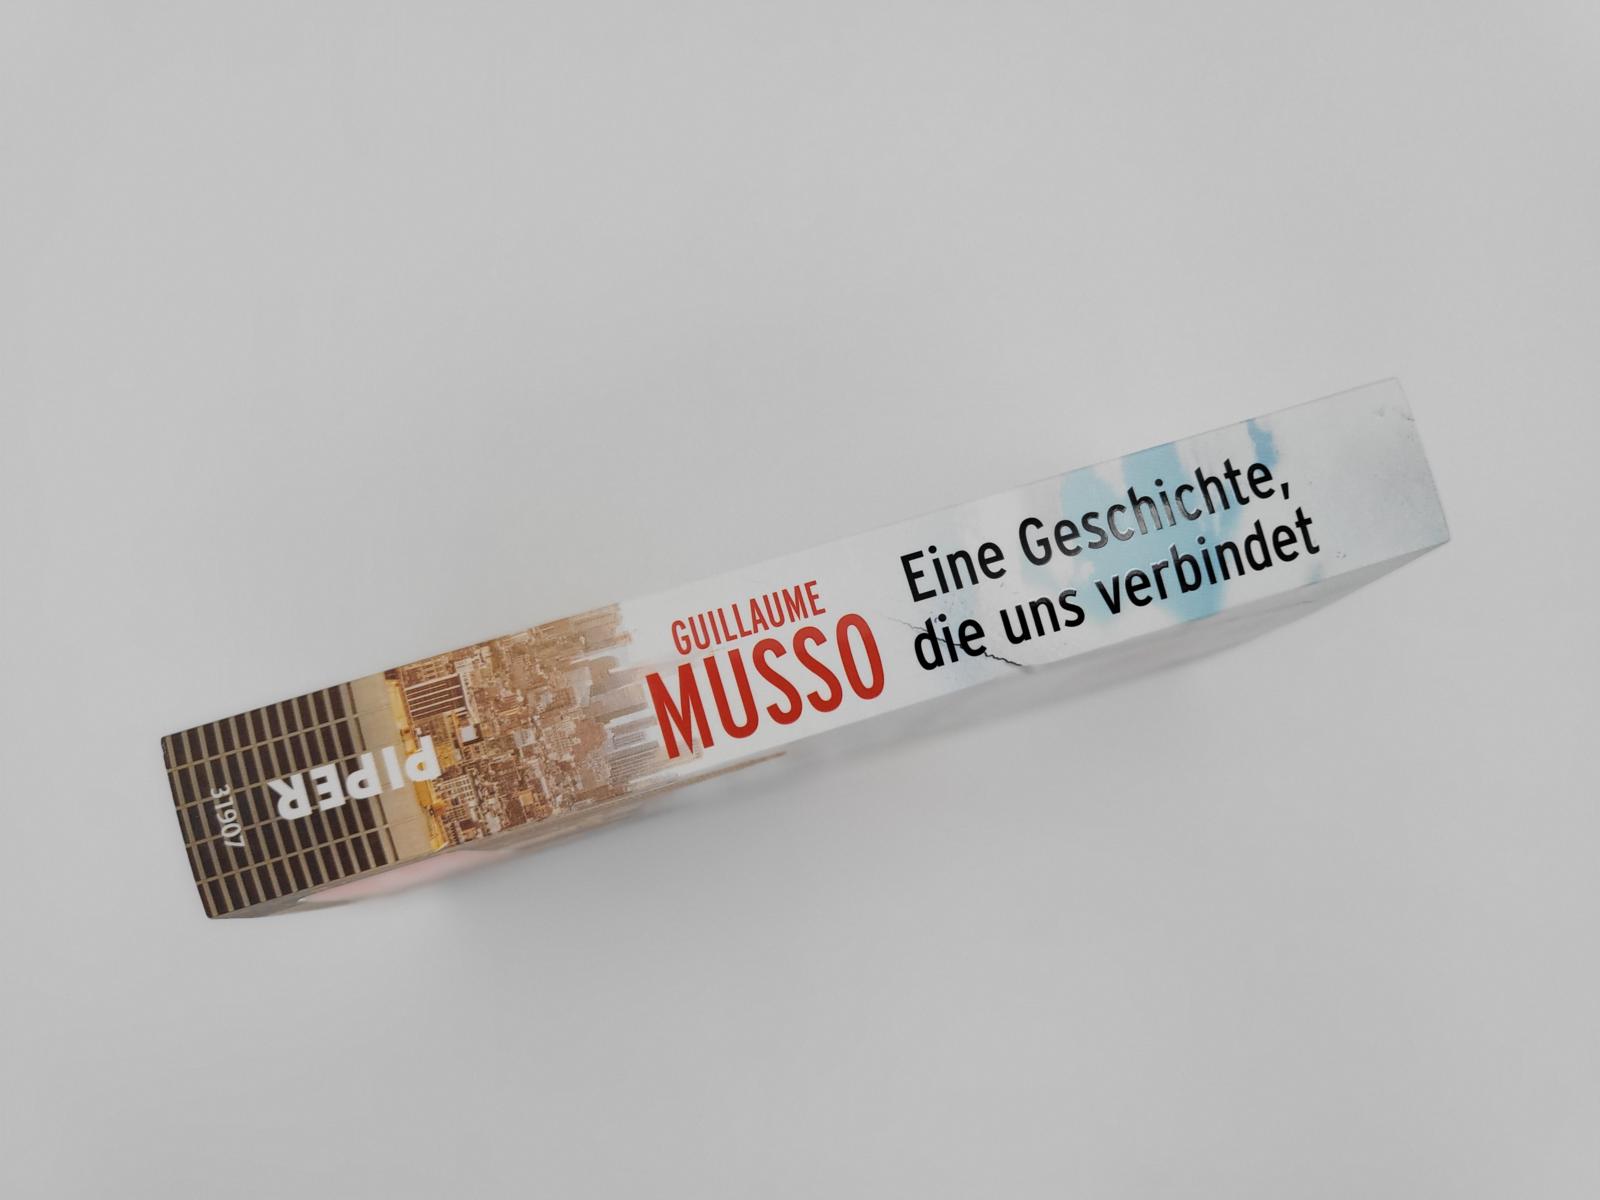 GUILLAUME
MUSSO
Eine Geschichte,
die uns verbindet
PIPER
31907